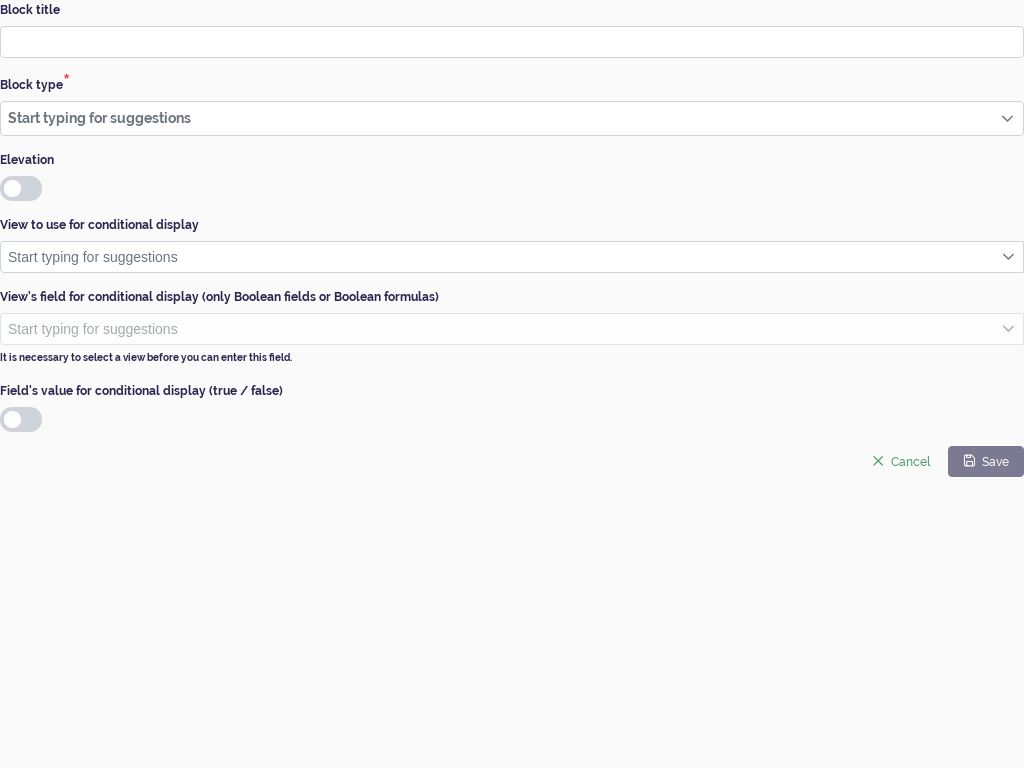 Block title
Block type*
Start typing for suggestions
Elevation
View to use for conditional display
Start typing for suggestions
View's field for conditional display (only Boolean fields or Boolean formulas)
Start typing for suggestions
It is necessary to select a view before you can enter this field.
Field's value for conditional display (true / false)
Cancel Save